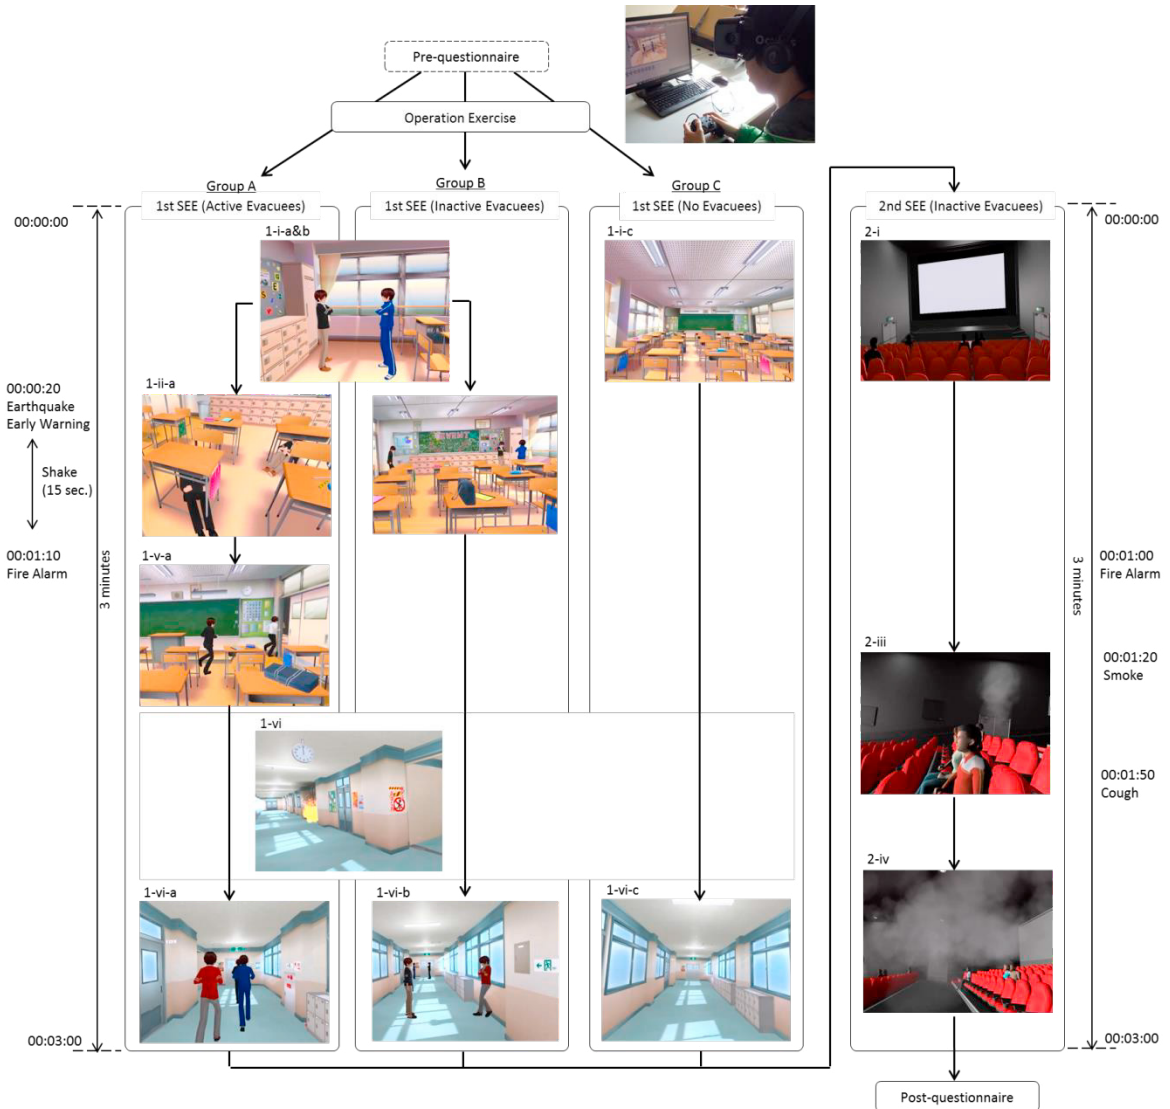 Pre-questionnaire
Operation Exercise
Group A
Group B
Group C
1st SEE (Active Evacuees)
1st SEE (Inactive Evacuees)
1st SEE (No Evacuees)
2nd SEE (Inactive Evacuees)
00:00:00
00:00:00
1-i-a&b
1-i-c
2-i
1-ii-a
00:00:20
Earthquake
Early Warning
Shake
(15 sec.)
00:01:10
Fire Alarm
3 minutes
1-v-a
3 minutes
00:01:00
Fire Alarm
2-iii
00:01:20
Smoke
1-vi
00:01:50
Cough
2-iv
1-vi-a
1-vi-b
1-vi-c
00:03:00
00:03:00
Post-questionnaire